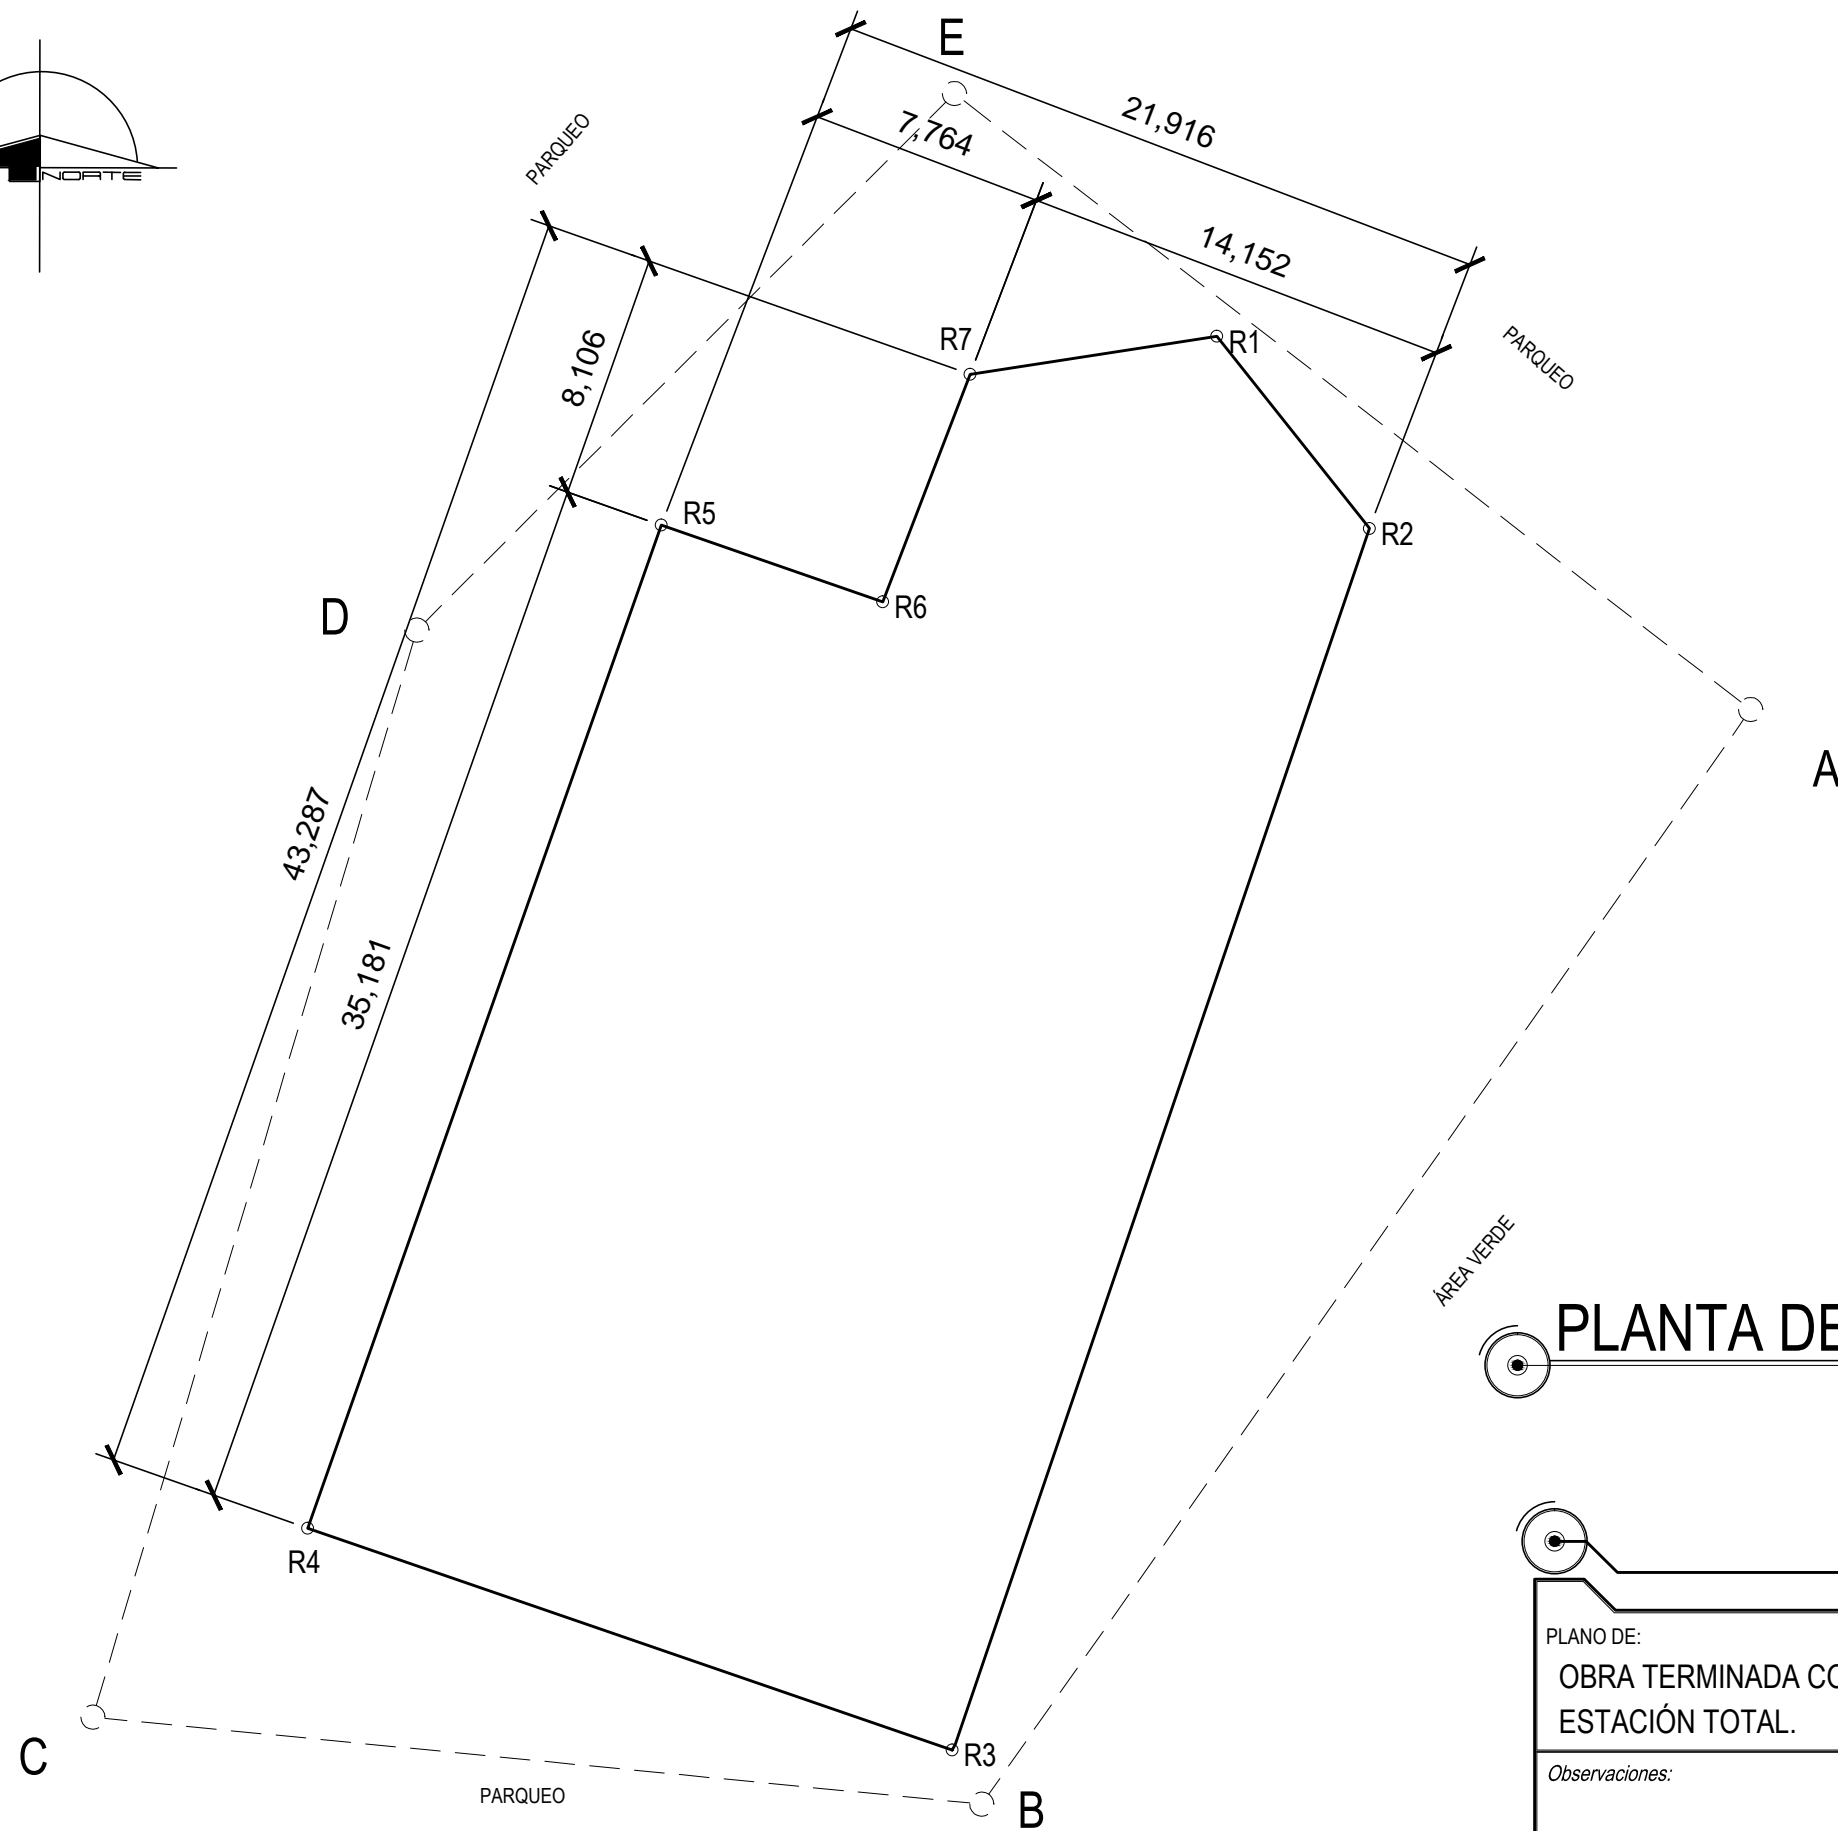 E
21,916
7,764
PARQUEO
NORTE
14,152
R7
R1
PARQUEO
8,106
R5
R2
D
R6
A
43,287
35,181
ÁREA VERDE
PLANTA DE
R4
PLANO DE:
OBRA TERMINADA CO
ESTACIÓN TOTAL.
C
R3
Observaciones:
PARQUEO
B